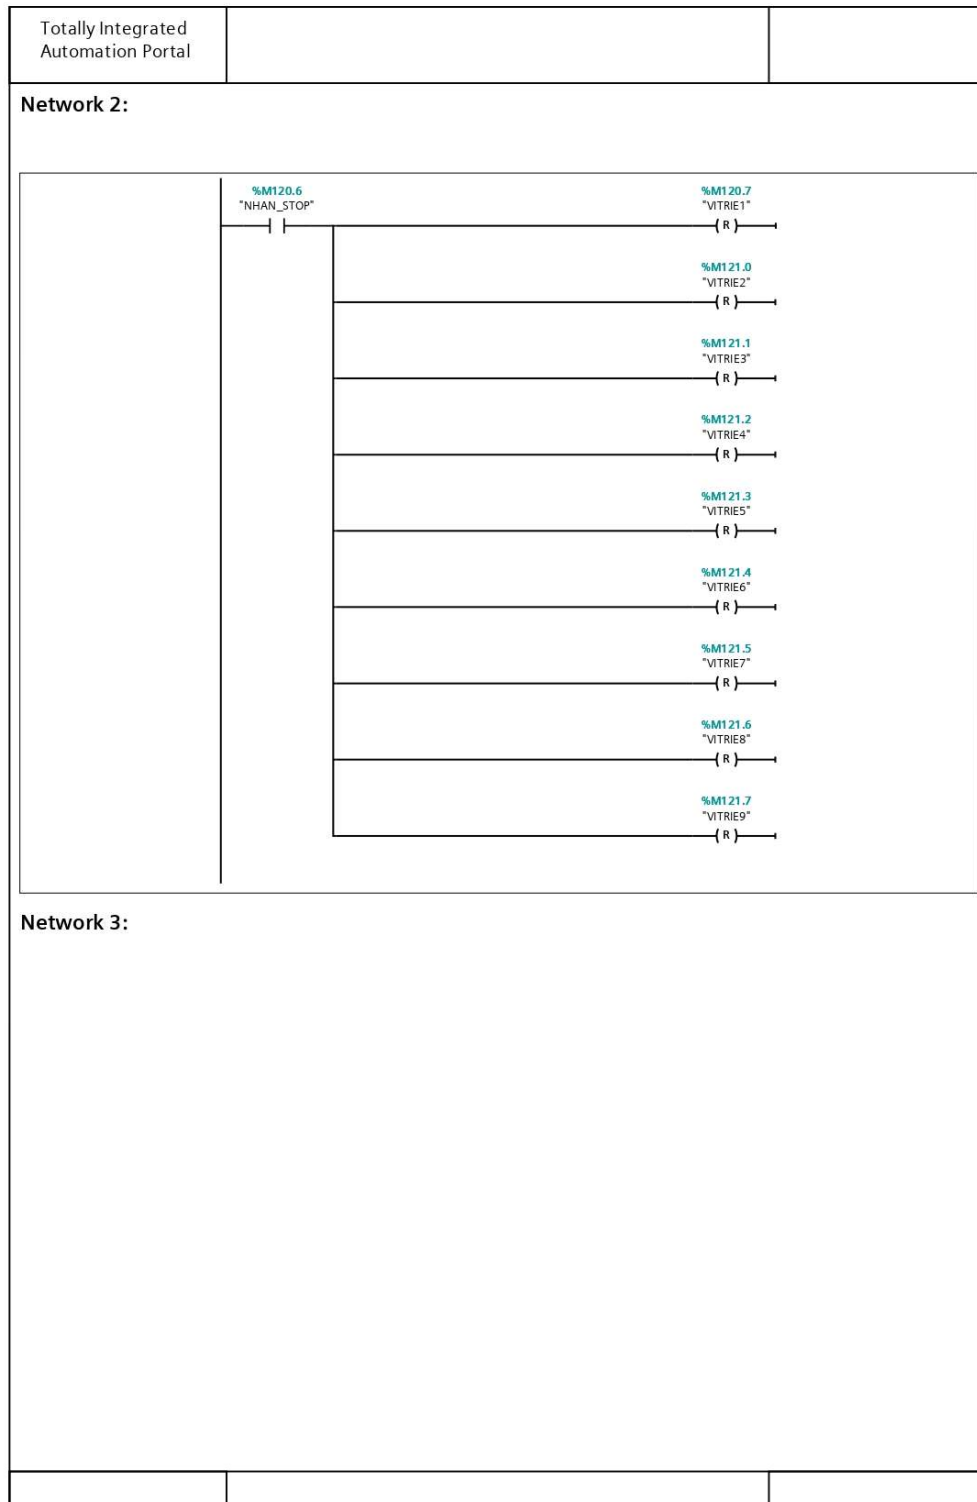 Totally Integrated
Automation Portal
Network 2:
%M120.6
"NHAN_STOP"
%M120.7
"VITRIE1"
R
%M121.0
"VITRIE2"
R
%M121.1
"VITRIE3"
R
%M121.2
"VITRIE4"
R
%M121.3
"VITRIE5"
R
%M121.4
"VITRIE6"
R
%M121.5
"VITRIE7"
R
%M121.6
"VITRIE8"
R
%M121.7
"VITRIE9"
R
Network 3: